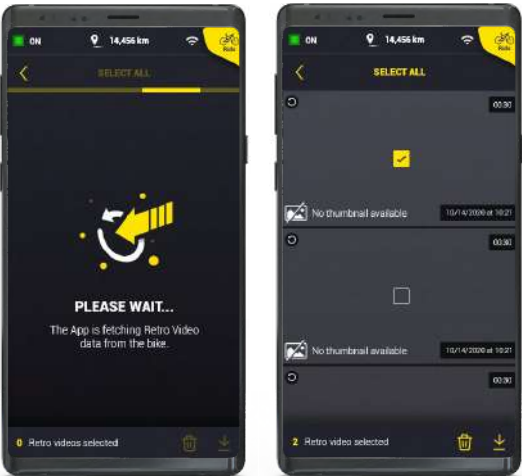 ON
14,456 km
Ride
SELECT ALL
PLEASE WAIT...
The App is fetching Retro Video
data from the bike.
0 Retro videos selected
ON
14,456 km
Ride
SELECT ALL
00:30
No thumbnail available
10/14/2020 at 10:21
00:30
No thumbnail available
10/14/2020 at 10:21
00:30
2 Retro video selected